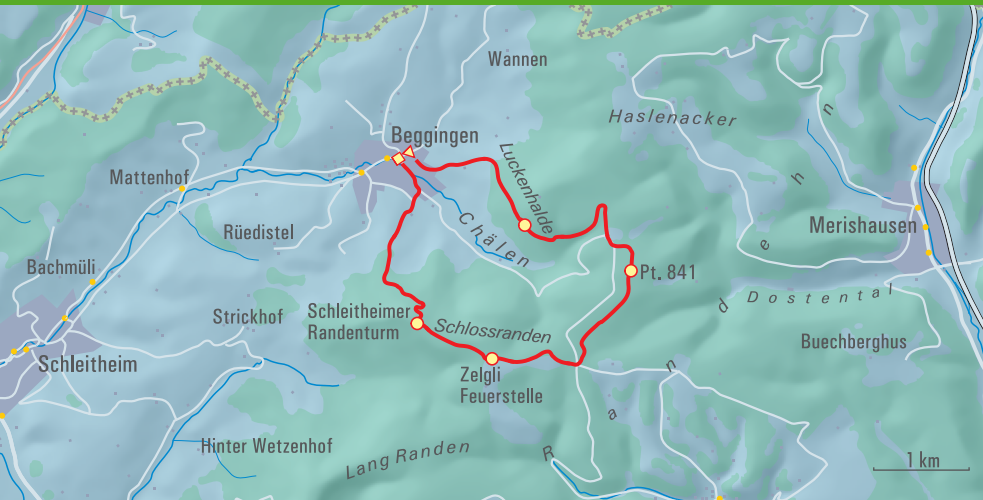 Wannen
Haslenacker
Beggingen
Luckenhalde
Mattenhof
Chälen
Rüedistel
Merishausen
Bachmüli
Pt. 841
Dostental
Schleitheimer
Randenturm
Strickhof
Schlossranden
Buechberghus
Schleitheim
Zelgli
Feuerstelle
Randehn
Hinter Wetzenhof
Lang Randen
1 km